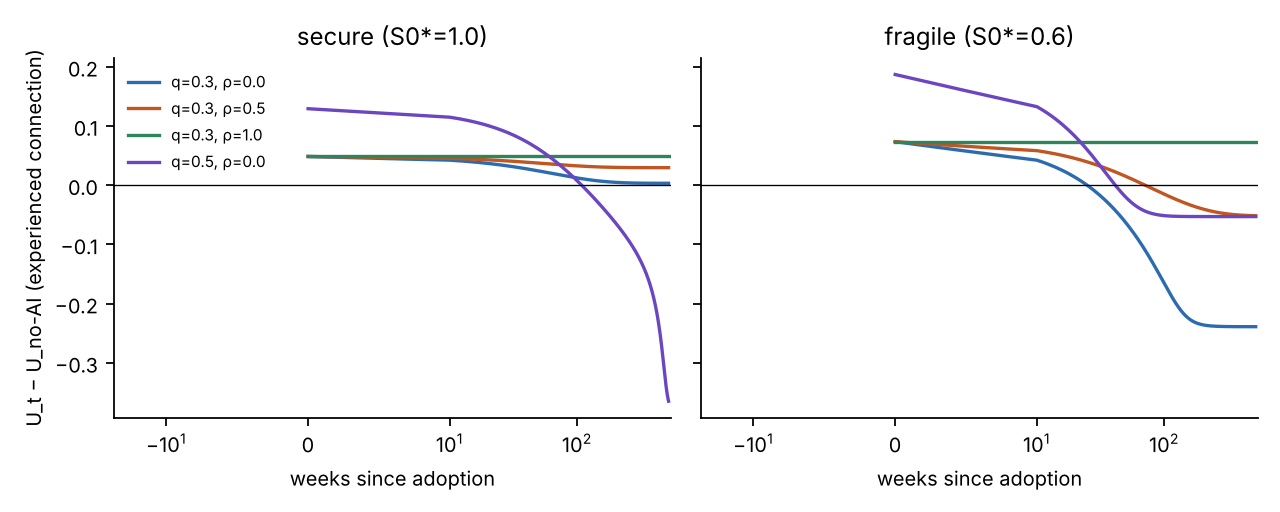 secure (S0*=1.0)
fragile (S0*=0.6)
U_t − U_no-AI (experienced connection)
0.2
0.1
0.0
−0.1
−0.2
−0.3
q=0.3, ρ=0.0
q=0.3, ρ=0.5
q=0.3, ρ=1.0
q=0.5, ρ=0.0
−10¹
0
10¹
10²
−10¹
0
10¹
10²
weeks since adoption
weeks since adoption